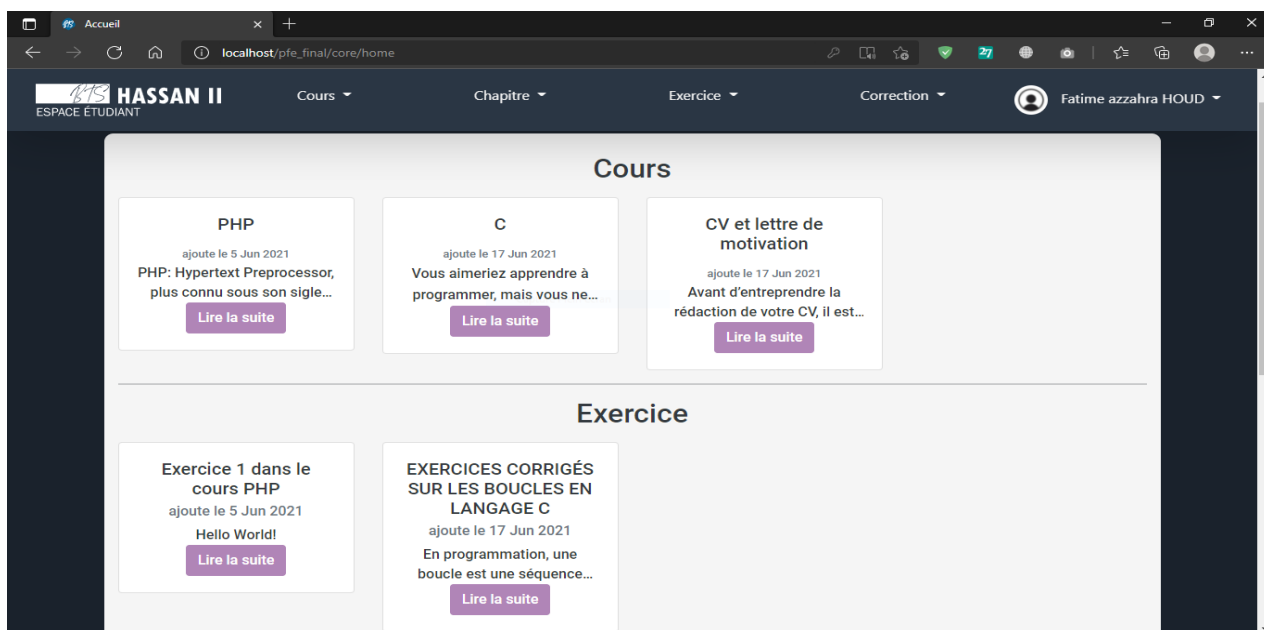 Accueil
localhost/pfe_final/core/home
27
BTS HASSAN II
ESPACE ÉTUDIANT
Cours
Chapitre
Exercice
Correction
Fatime azzahra HOUD
Cours
PHP
ajoute le 5 Jun 2021
PHP: Hypertext Preprocessor,
plus connu sous son sigle...
Lire la suite
C
ajoute le 17 Jun 2021
Vous aimeriez apprendre à
programmer, mais vous ne...
Lire la suite
CV et lettre de
motivation
ajoute le 17 Jun 2021
Avant d'entreprendre la
rédaction de votre CV, il est...
Lire la suite
Exercice
Exercice 1 dans le
cours PHP
ajoute le 5 Jun 2021
Hello World!
Lire la suite
EXERCICES CORRIGÉS
SUR LES BOUCLES EN
LANGAGE C
ajoute le 17 Jun 2021
En programmation, une
boucle est une séquence...
Lire la suite